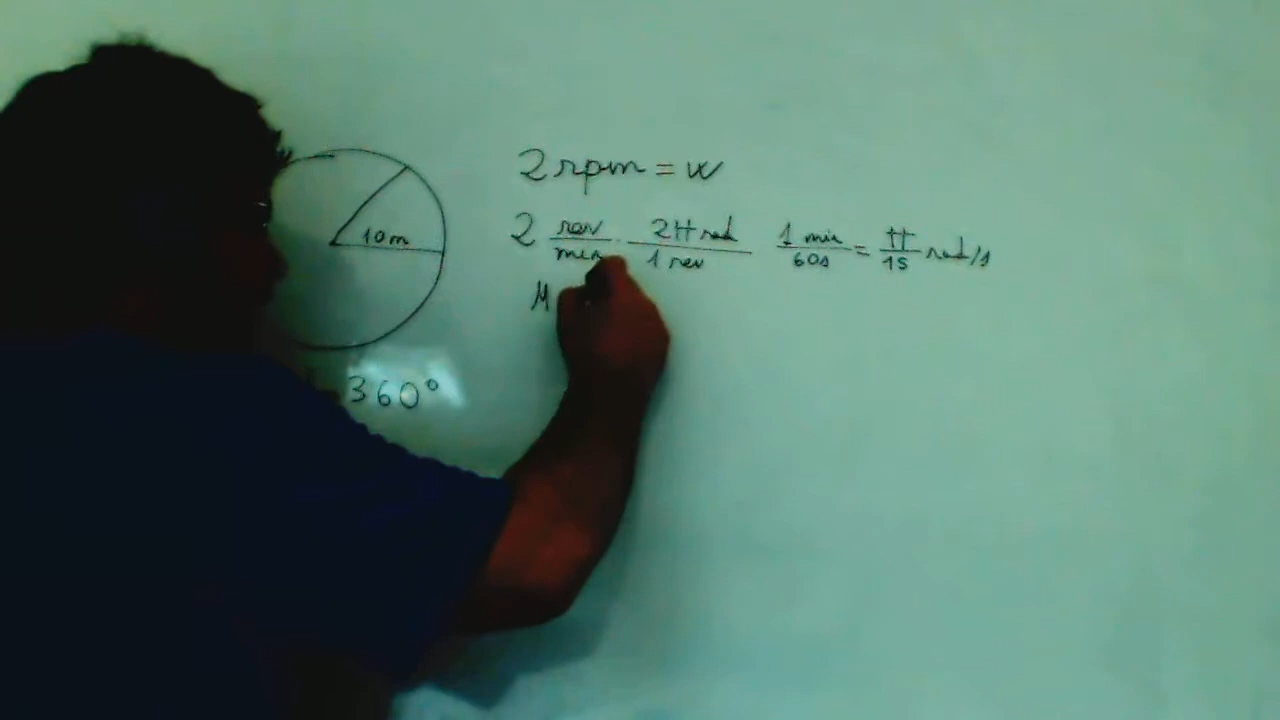 10m
360°
2 rpm = w
2 rev/min · 2π rad/1 rev 1 min/60s = π/15 rad/s
M